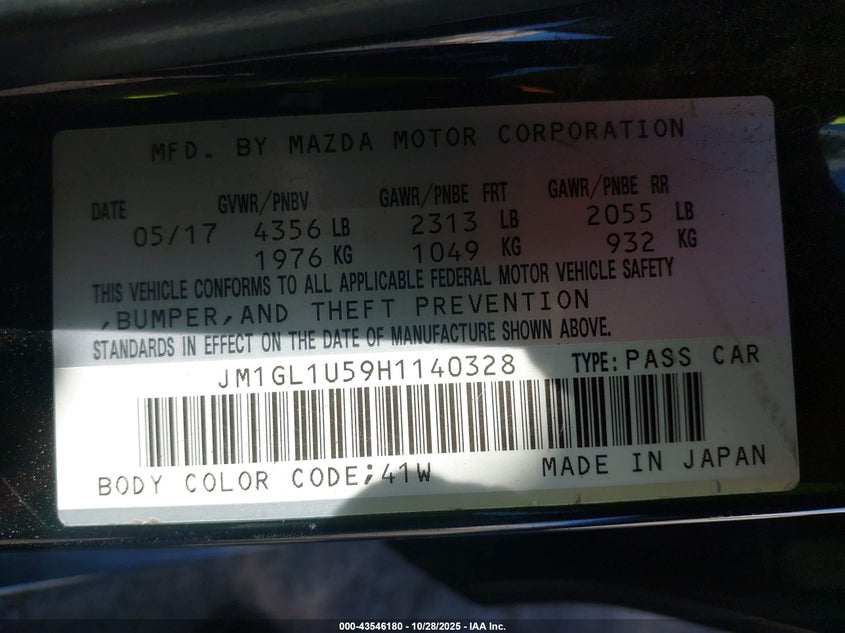 MFD. BY MAZDA MOTOR CORPORATION
DATE GVWR/PNBV GAWR/PNBE FRT GAWR/PNBE RR
05/17 4356 LB 2313 LB 2055 LB
1976 KG 1049 KG 932 KG
THIS VEHICLE CONFORMS TO ALL APPLICABLE FEDERAL MOTOR VEHICLE SAFETY
,BUMPER,AND THEFT PREVENTION
STANDARDS IN EFFECT ON THE DATE OF MANUFACTURE SHOWN ABOVE.
JM1GL1U59H1140328 TYPE: PASS CAR
BODY COLOR CODE;41W MADE IN JAPAN
000-43546180 - 10/28/2025 - IAA Inc.